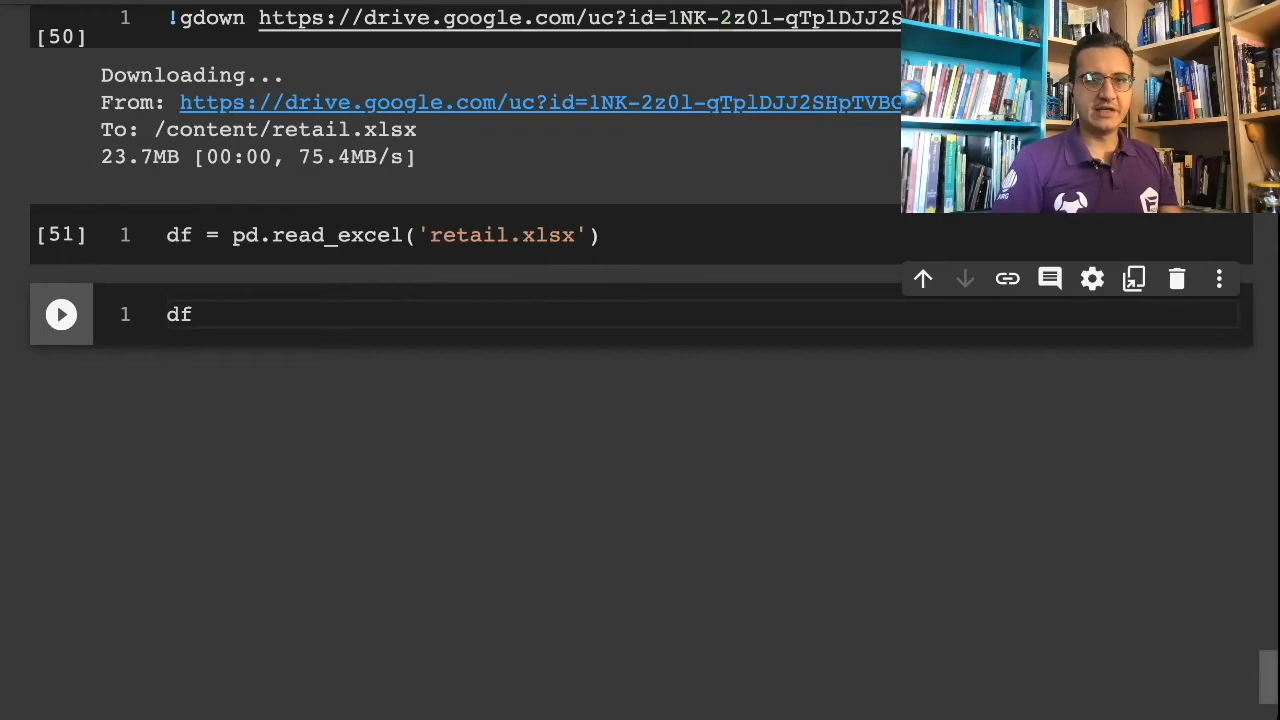 1 !gdown https://drive.google.com/uc?id=1NK-2z0l-qTplDJJ2S
[50]
Downloading...
From: https://drive.google.com/uc?id=1NK-2z0l-qTplDJJ2SHpTVBG
To: /content/retail.xlsx
23.7MB [00:00, 75.4MB/s]
[51] 1 df = pd.read_excel('retail.xlsx')
1 df